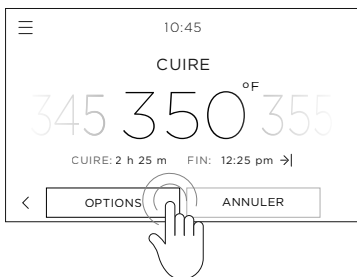 10:45
CUIRE
345 350°F 355
CUIRE: 2 h 25 m FIN: 12:25 pm
OPTIONS ANNULER